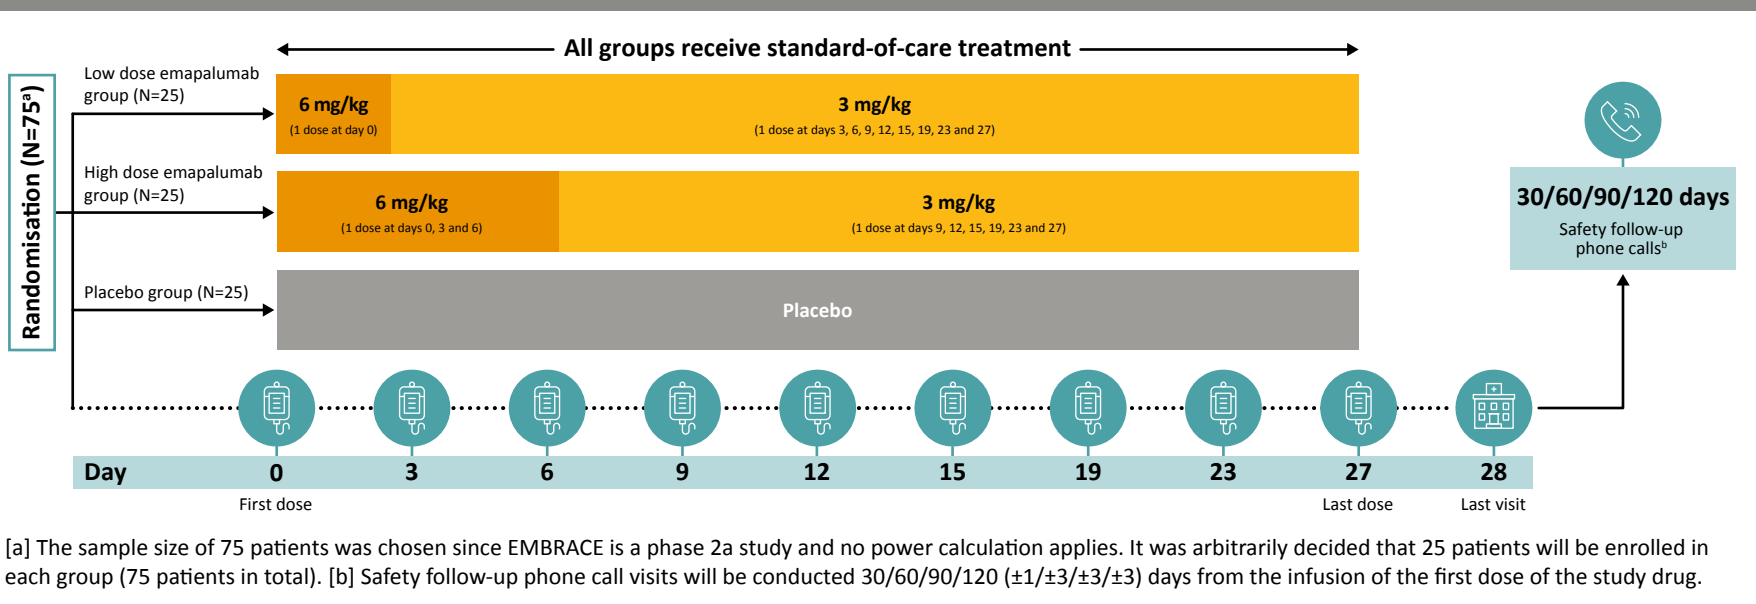 All groups receive standard-of-care treatment
Randomisation (N=75ᵃ)
Low dose emapalumab
group (N=25)
6 mg/kg
(1 dose at day 0)
3 mg/kg
(1 dose at days 3, 6, 9, 12, 15, 19, 23 and 27)
High dose emapalumab
group (N=25)
6 mg/kg
(1 dose at days 0, 3 and 6)
3 mg/kg
(1 dose at days 9, 12, 15, 19, 23 and 27)
Placebo group (N=25)
Placebo
30/60/90/120 days
Safety follow-up
phone callsᵇ
Day 0 3 6 9 12 15 19 23 27 28
First dose Last dose Last visit
[a] The sample size of 75 patients was chosen since EMBRACE is a phase 2a study and no power calculation applies. It was arbitrarily decided that 25 patients will be enrolled in
each group (75 patients in total). [b] Safety follow-up phone call visits will be conducted 30/60/90/120 (±1/±3/±3/±3) days from the infusion of the first dose of the study drug.